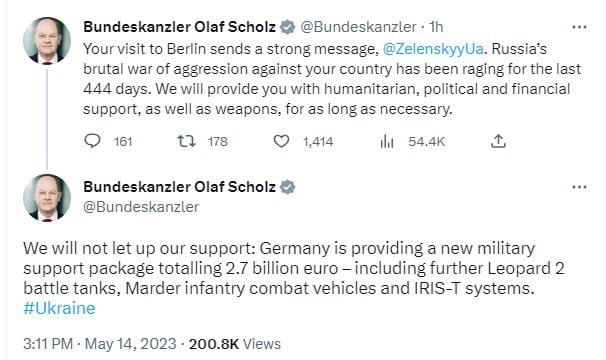 Bundeskanzler Olaf Scholz @Bundeskanzler · 1h
Your visit to Berlin sends a strong message, @ZelenskyyUa. Russia's
brutal war of aggression against your country has been raging for the last
444 days. We will provide you with humanitarian, political and financial
support, as well as weapons, for as long as necessary.
161 178 1,414 54.4K
Bundeskanzler Olaf Scholz
@Bundeskanzler
We will not let up our support: Germany is providing a new military
support package totalling 2.7 billion euro – including further Leopard 2
battle tanks, Marder infantry combat vehicles and IRIS-T systems.
#Ukraine
3:11 PM · May 14, 2023 · 200.8K Views